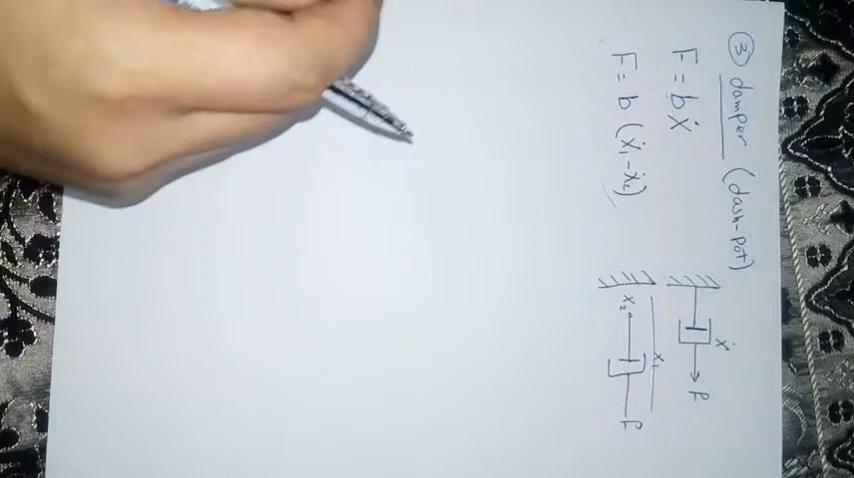 ③ damper (dash-pot)
F = bẋ
ẋ
F
F = b (ẋ₁ - ẋ₂)
x₁
x₂
F